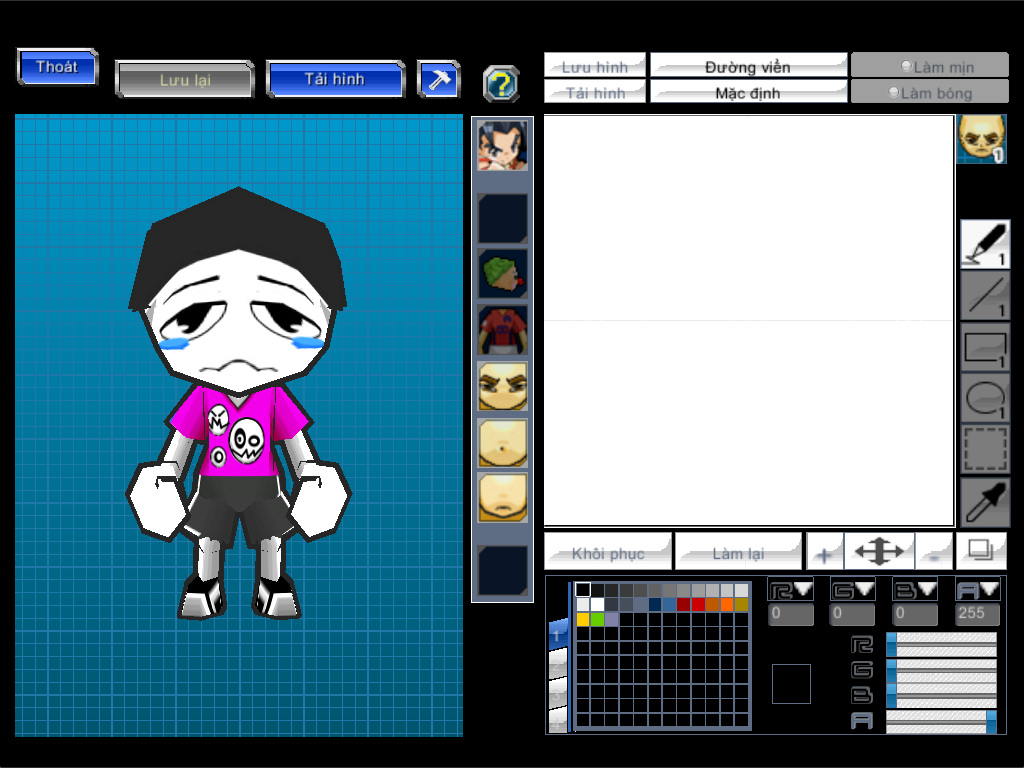 Thoát
Lưu lại
Tải hình
?
Lưu hình
Đường viền
Làm mịn
Tải hình
Mặc định
Làm bóng
1
1
1
1
1
Khôi phục
Làm lại
+
-
R G B A
0 0 0 255
1
R
G
B
A